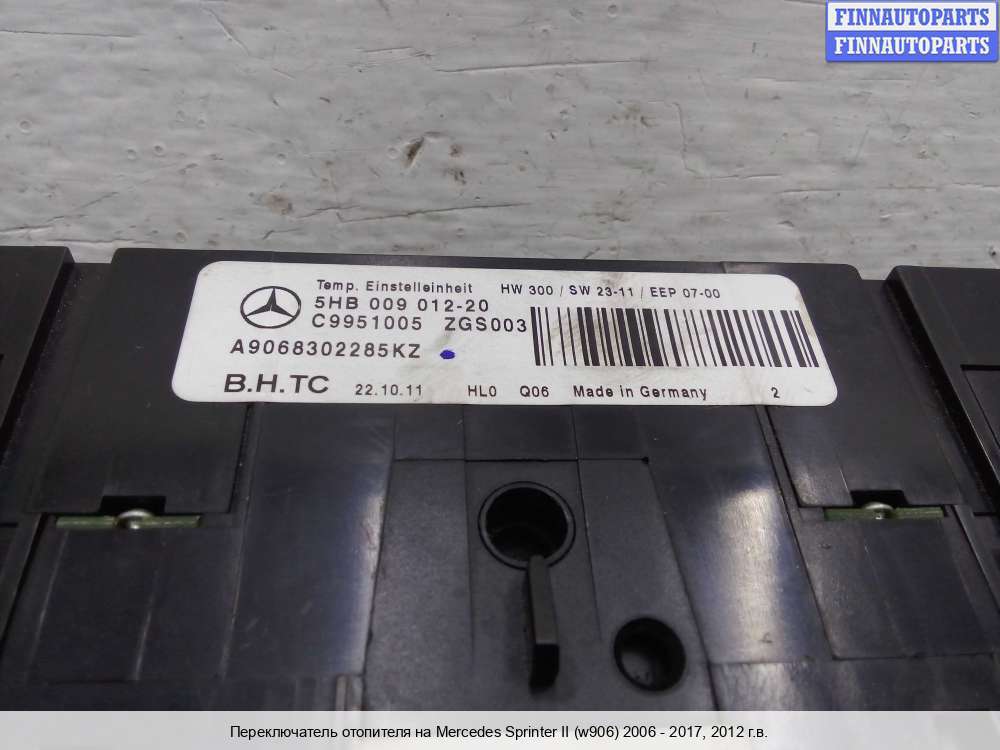 FINNAUTOPARTS
FINNAUTOPARTS
Temp. Einstelleinheit HW 300 / SW 23-11 / EEP 07-00
5HB 009 012-20
C9951005 ZGS003
A9068302285KZ
B.H.TC 22.10.11 HL0 Q06 Made in Germany 2
Переключатель отопителя на Mercedes Sprinter II (w906) 2006 - 2017, 2012 г.в.